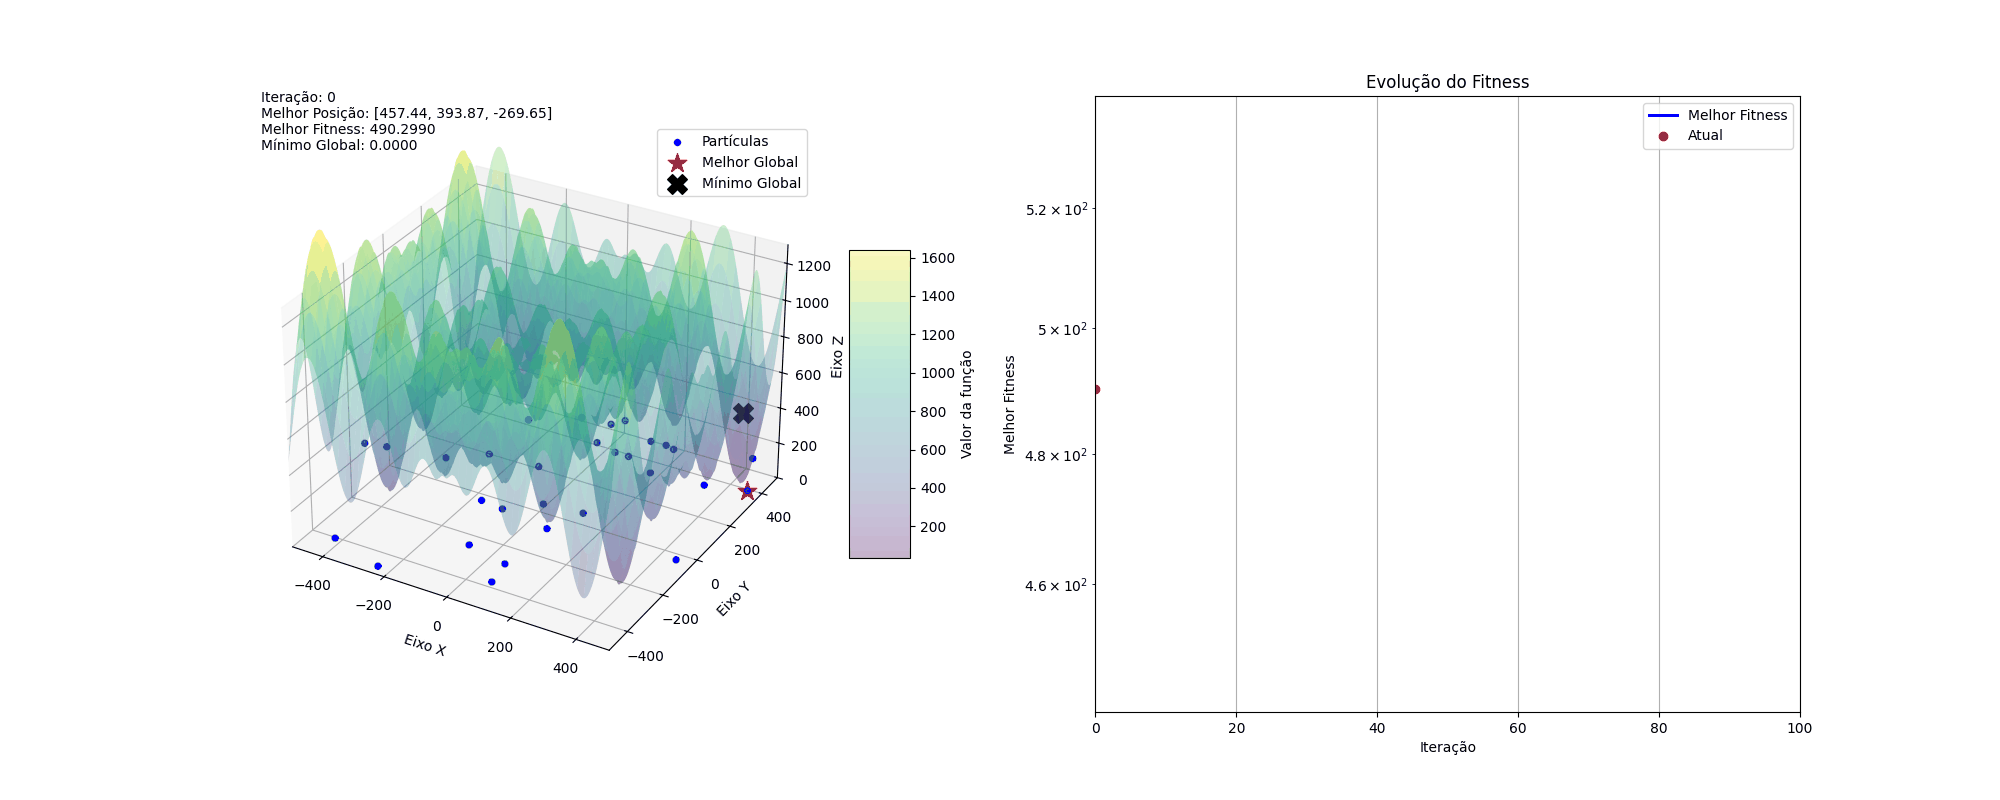 Iteração: 0
Melhor Posição: [457.44, 393.87, -269.65]
Melhor Fitness: 490.2990
Mínimo Global: 0.0000
Partículas
Melhor Global
Mínimo Global
1200
1000
800
600
400
200
0
Eixo Z
−400
−200
0
200
400
Eixo X
400
200
0
−200
−400
Eixo Y
1600
1400
1200
1000
800
600
400
200
Valor da função
Evolução do Fitness
Melhor Fitness
Atual
5.2 × 10²
5 × 10²
4.8 × 10²
4.6 × 10²
Melhor Fitness
0 20 40 60 80 100
Iteração